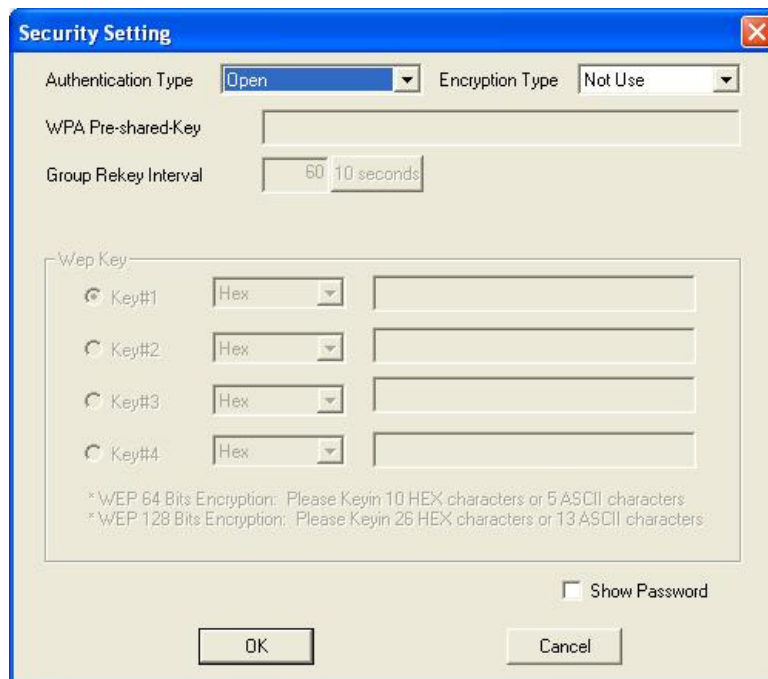 Security Setting
Authentication Type Open Encryption Type Not Use
WPA Pre-shared-Key
Group Rekey Interval 60 10 seconds
Wep Key
Key#1 Hex
Key#2 Hex
Key#3 Hex
Key#4 Hex
* WEP 64 Bits Encryption: Please Keyin 10 HEX characters or 5 ASCII characters
* WEP 128 Bits Encryption: Please Keyin 26 HEX characters or 13 ASCII characters
Show Password
OK Cancel